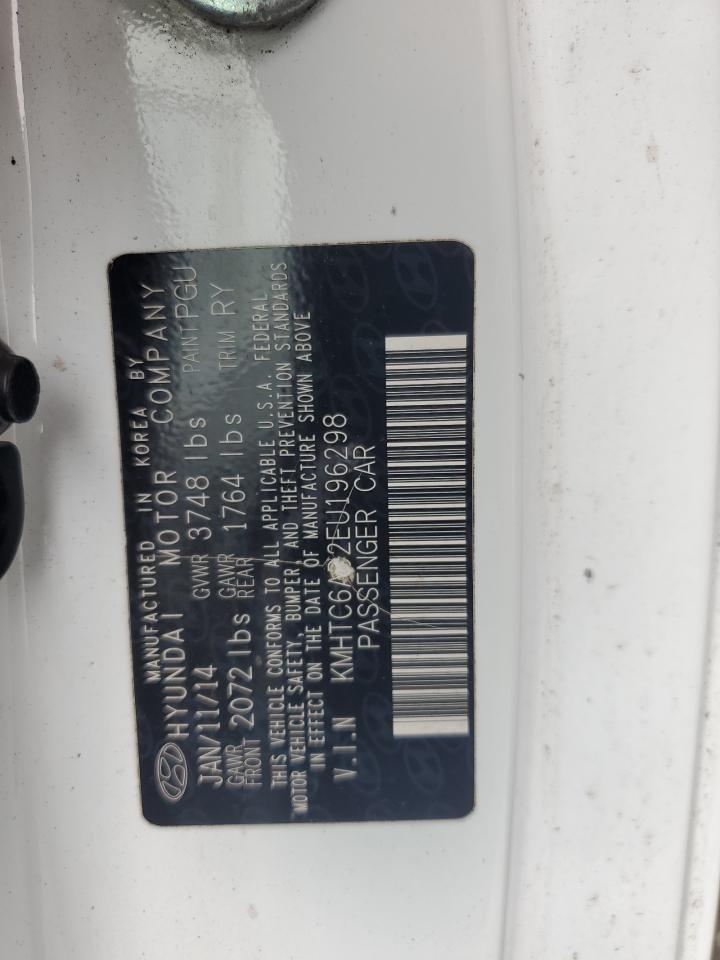 MANUFACTURED IN KOREA BY
HYUNDAI MOTOR COMPANY
JAN/11/14 GVWR 3748 lbs PAINT PGU
GAWR FRONT 2072 lbs GAWR REAR 1764 lbs TRIM RY
THIS VEHICLE CONFORMS TO ALL APPLICABLE U.S.A. FEDERAL
MOTOR VEHICLE SAFETY, BUMPER, AND THEFT PREVENTION STANDARDS
IN EFFECT ON THE DATE OF MANUFACTURE SHOWN ABOVE
V.I.N
PASSENGER CAR